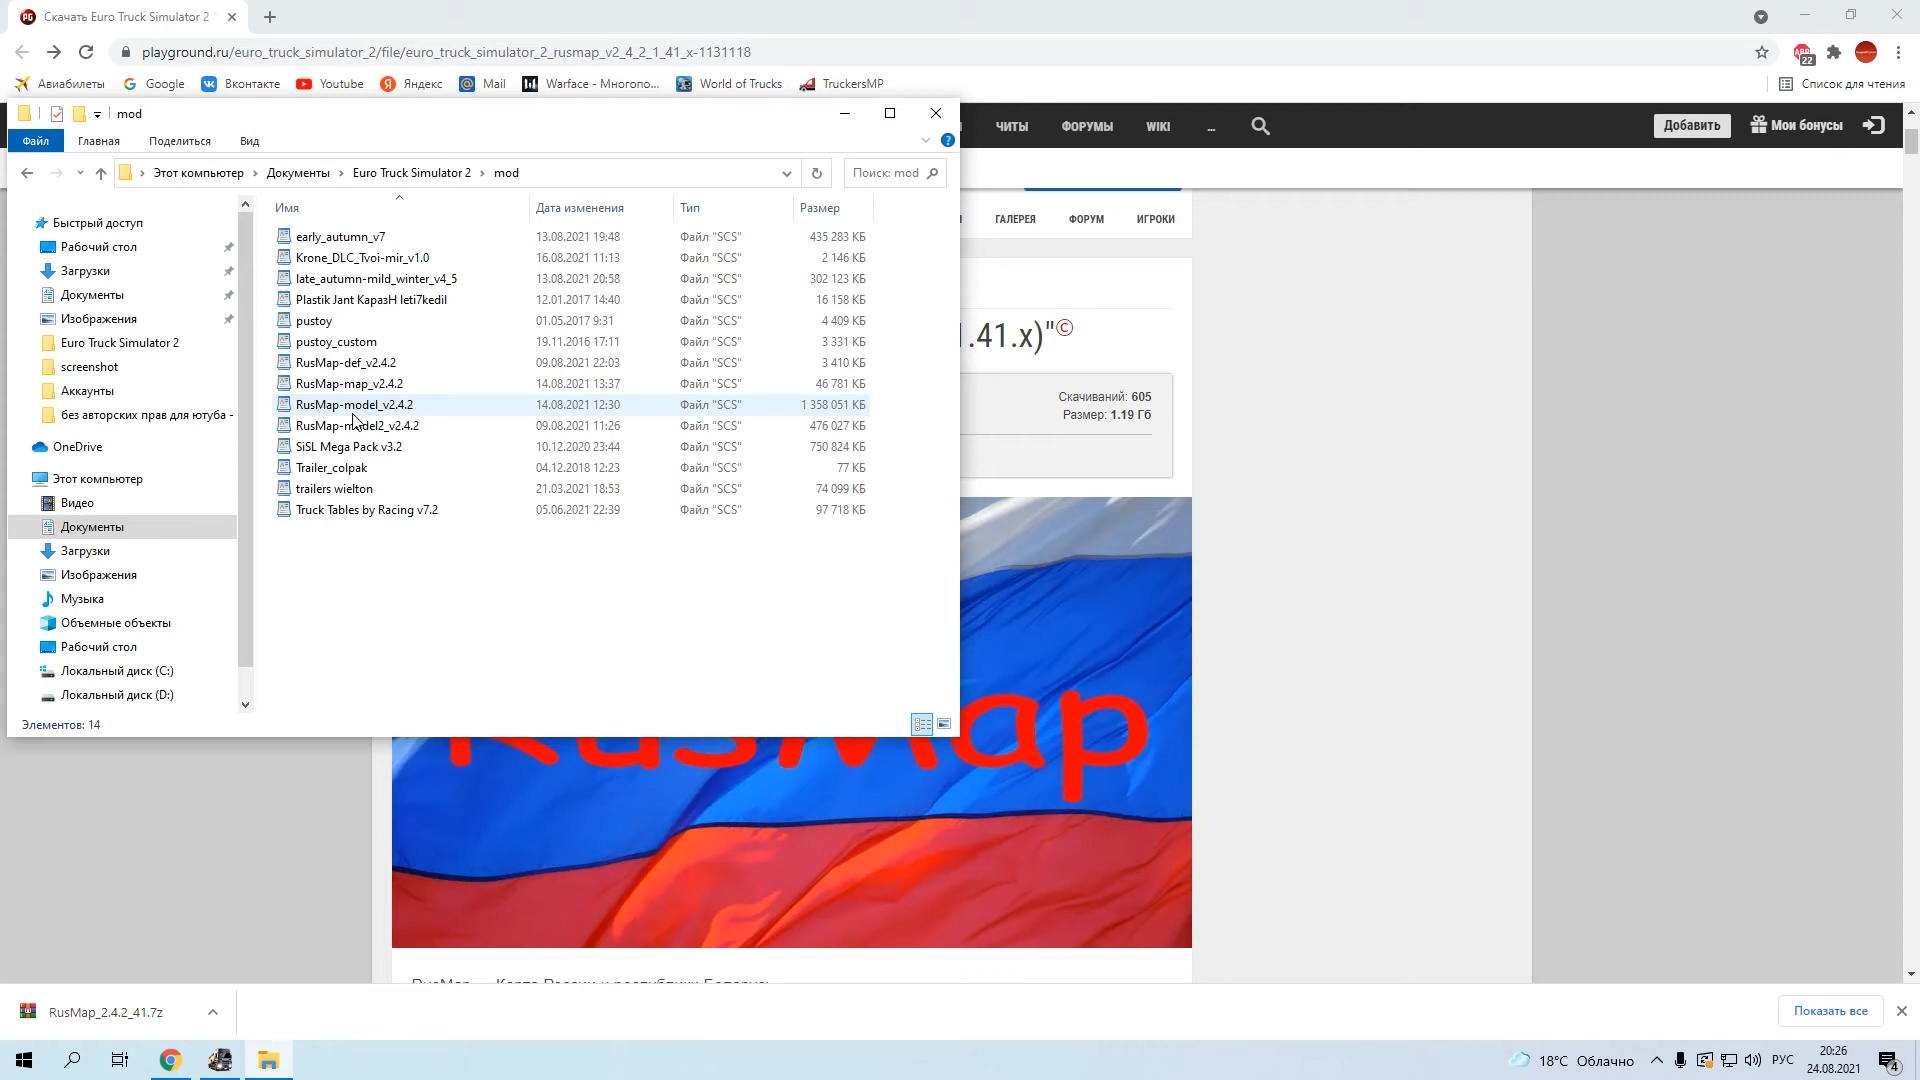 Скачать Euro Truck Simulator 2 "
playground.ru/euro_truck_simulator_2/file/euro_truck_simulator_2_rusmap_v2_4_2_1_41_x-1131118
22
Авиабилеты
Google
Вконтакте
Youtube
Яндекс
Mail
Warface - Многопо...
World of Trucks
TruckersMP
Список для чтения
mod
Файл
Главная
Поделиться
Вид
ЧИТЫ
ФОРУМЫ
WIKI
...
Добавить
Мои бонусы
Этот компьютер
Документы
Euro Truck Simulator 2
mod
Поиск: mod
ГАЛЕРЕЯ
ФОРУМ
ИГРОКИ
Имя
Дата изменения
Тип
Размер
early_autumn_v7 13.08.2021 19:48 Файл "SCS" 435 283 КБ
Krone_DLC_Tvoi-mir_v1.0 16.08.2021 11:13 Файл "SCS" 2 146 КБ
late_autumn-mild_winter_v4_5 13.08.2021 20:58 Файл "SCS" 302 123 КБ
Plastik Jant КаразН leti7kedil 12.01.2017 14:40 Файл "SCS" 16 158 КБ
pustoy 01.05.2017 9:31 Файл "SCS" 4 409 КБ
pustoy_custom 19.11.2016 17:11 Файл "SCS" 3 331 КБ
RusMap-def_v2.4.2 09.08.2021 22:03 Файл "SCS" 3 410 КБ
RusMap-map_v2.4.2 14.08.2021 13:37 Файл "SCS" 46 781 КБ
RusMap-model_v2.4.2 14.08.2021 12:30 Файл "SCS" 1 358 051 КБ
RusMap-model2_v2.4.2 09.08.2021 11:26 Файл "SCS" 476 027 КБ
SiSL Mega Pack v3.2 10.12.2020 23:44 Файл "SCS" 750 824 КБ
Trailer_colpak 04.12.2018 12:23 Файл "SCS" 77 КБ
trailers wielton 21.03.2021 18:53 Файл "SCS" 74 099 КБ
Truck Tables by Racing v7.2 05.06.2021 22:39 Файл "SCS" 97 718 КБ
Быстрый доступ
Рабочий стол
Загрузки
Документы
Изображения
Euro Truck Simulator 2
screenshot
Аккаунты
без авторских прав для ютуба -
OneDrive
Этот компьютер
Видео
Документы
Загрузки
Изображения
Музыка
Объемные объекты
Рабочий стол
Локальный диск (C:)
Локальный диск (D:)
Элементов: 14
.41.x)"©
Скачиваний: 605
Размер: 1.19 Гб
RusMap
RusMap_2.4.2_41.7z
Показать все
18°C Облачно
РУС
20:26
24.08.2021
4